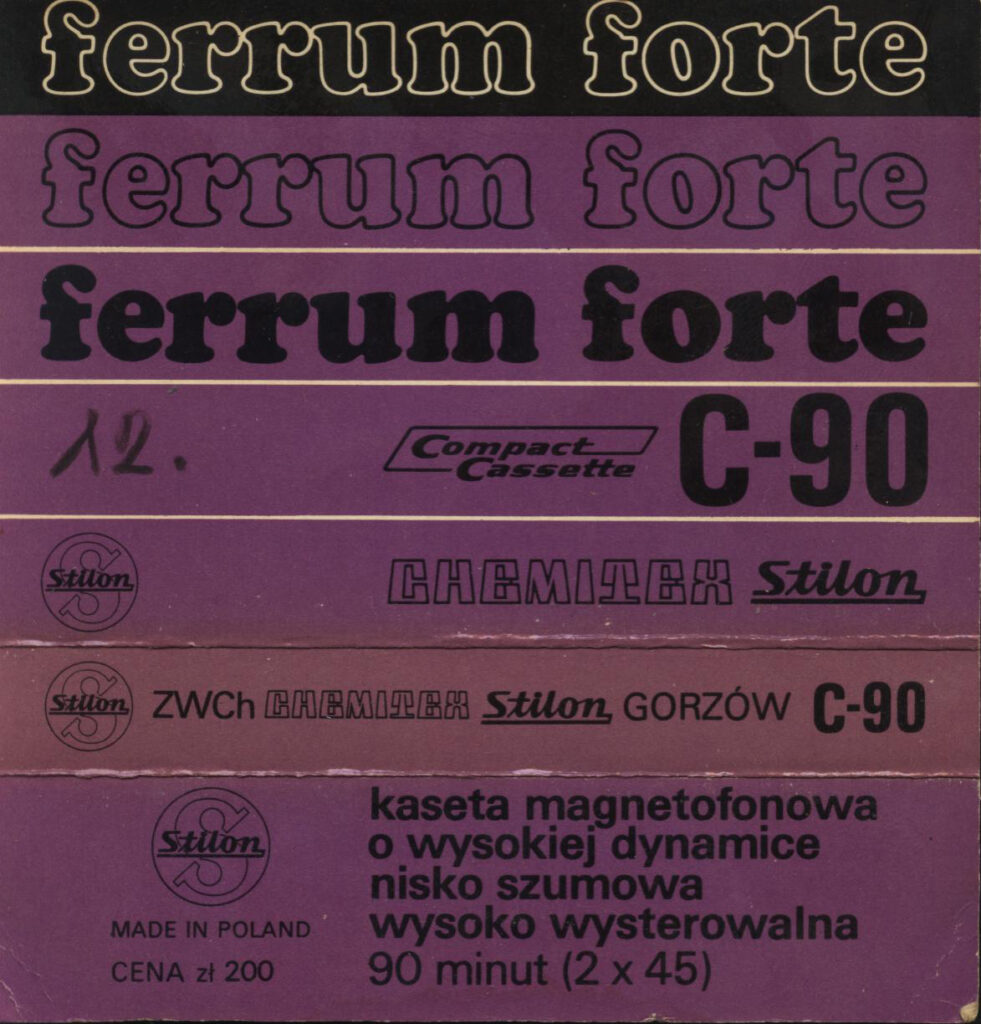 ferrum forte
ferrum forte
ferrum forte
12.
Compact Cassette
C-90
S Stilon
CHEMITEX Stilon
S Stilon
ZWCh CHEMITEX Stilon GORZÓW C-90
S Stilon
MADE IN POLAND
CENA zł 200
kaseta magnetofonowa
o wysokiej dynamice
nisko szumowa
wysoko wysterowalna
90 minut (2 x 45)